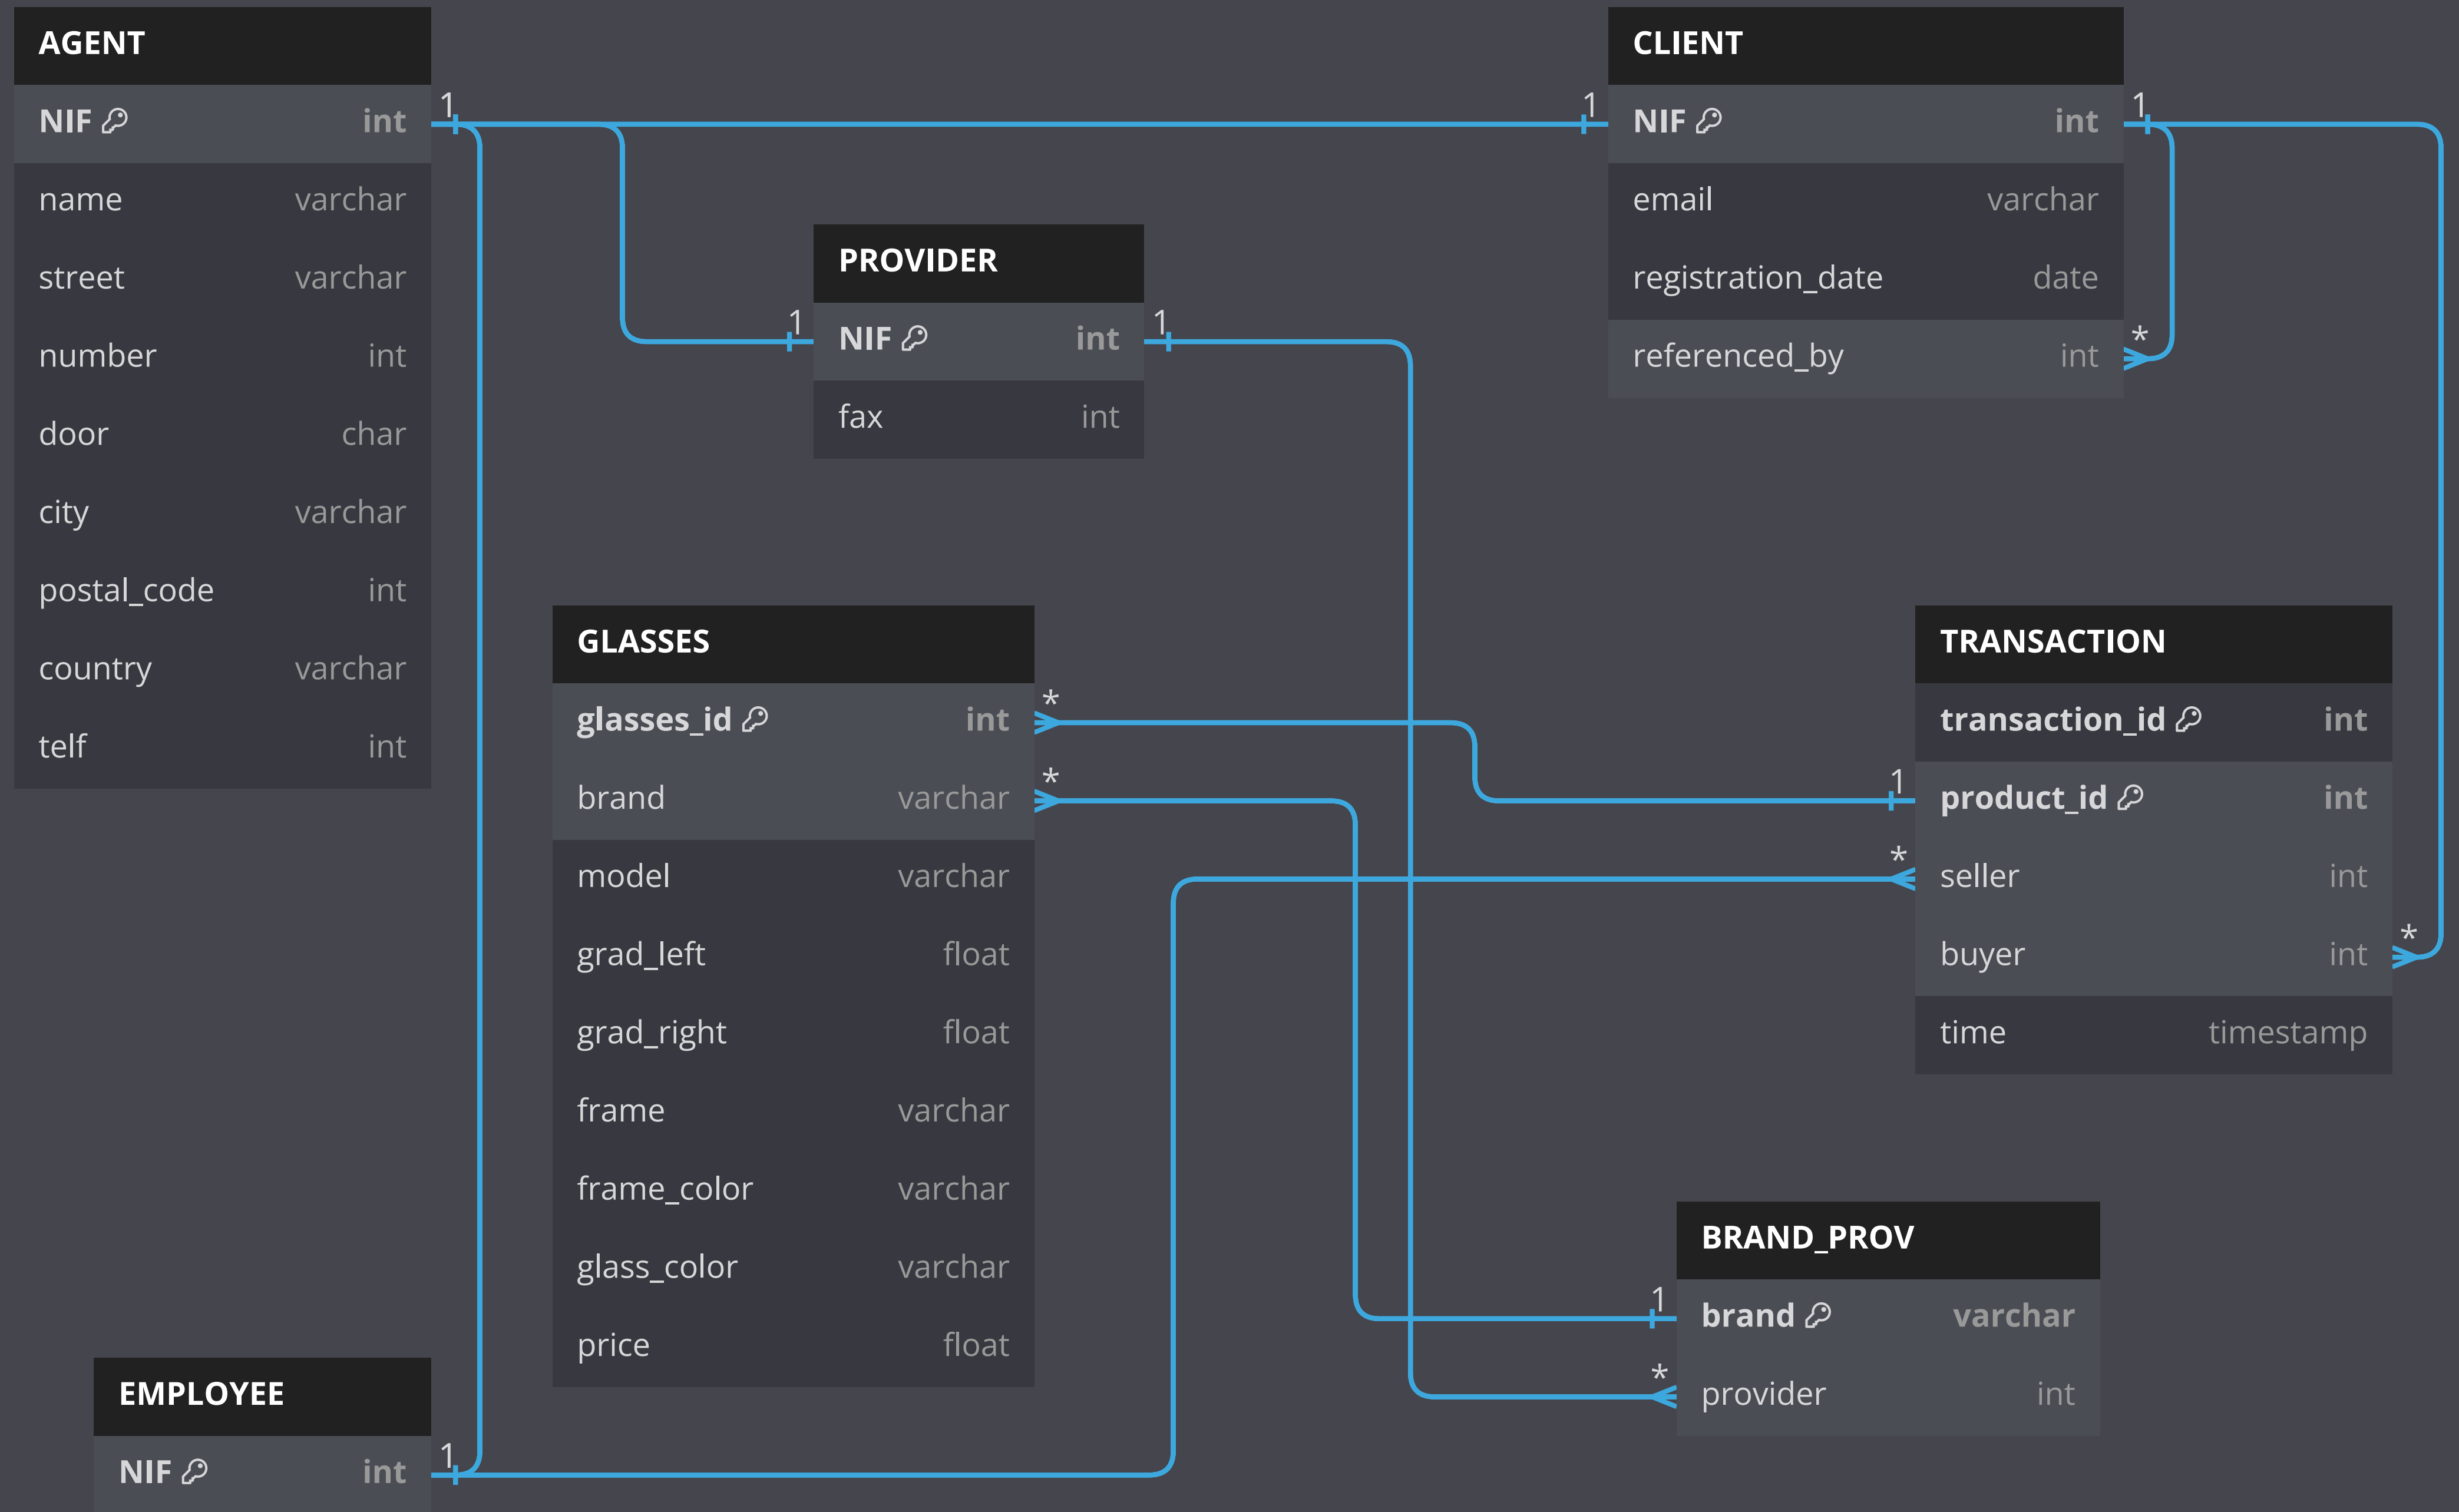 AGENT
1
NIF int
name varchar
street varchar
number int
door char
city varchar
postal_code int
country varchar
telf int
CLIENT
1 1
NIF int
email varchar
registration_date date
*
referenced_by int
PROVIDER
1 1
NIF int
fax int
GLASSES
*
glasses_id int
*
brand varchar
model varchar
grad_left float
grad_right float
frame varchar
frame_color varchar
glass_color varchar
price float
TRANSACTION
transaction_id int
1
product_id int
*
seller int
*
buyer int
time timestamp
BRAND_PROV
1
brand varchar
*
provider int
EMPLOYEE
1
NIF int